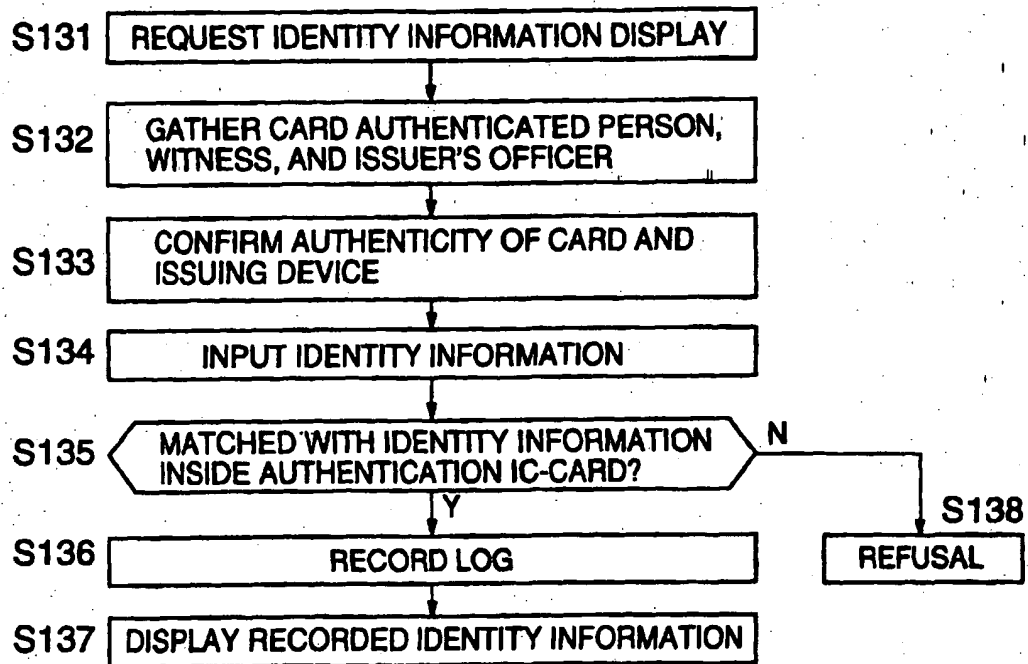 S131 REQUEST IDENTITY INFORMATION DISPLAY
S132 GATHER CARD AUTHENTICATED PERSON,
WITNESS, AND ISSUER'S OFFICER
S133 CONFIRM AUTHENTICITY OF CARD AND
ISSUING DEVICE
S134 INPUT IDENTITY INFORMATION
S135 MATCHED WITH IDENTITY INFORMATION
INSIDE AUTHENTICATION IC-CARD?
N
Y
S138
REFUSAL
S136 RECORD LOG
S137 DISPLAY RECORDED IDENTITY INFORMATION